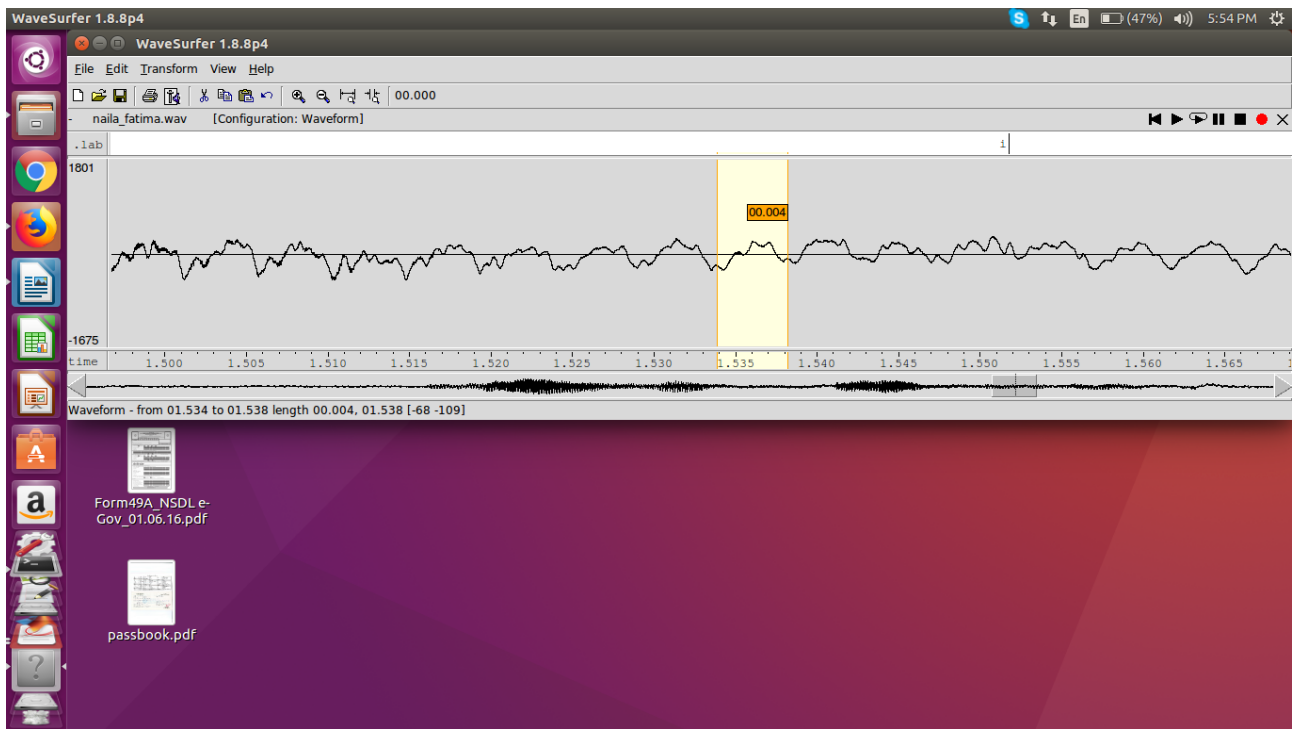 WaveSurfer 1.8.8p4
En (47%) 5:54 PM
WaveSurfer 1.8.8p4
File Edit Transform View Help
00.000
- naila_fatima.wav [Configuration: Waveform]
.lab i
1801
00.004
-1675
time 1.500 1.505 1.510 1.515 1.520 1.525 1.530 1.535 1.540 1.545 1.550 1.555 1.560 1.565 1
Waveform - from 01.534 to 01.538 length 00.004, 01.538 [-68 -109]
Form49A_NSDL e-
Gov_01.06.16.pdf
passbook.pdf